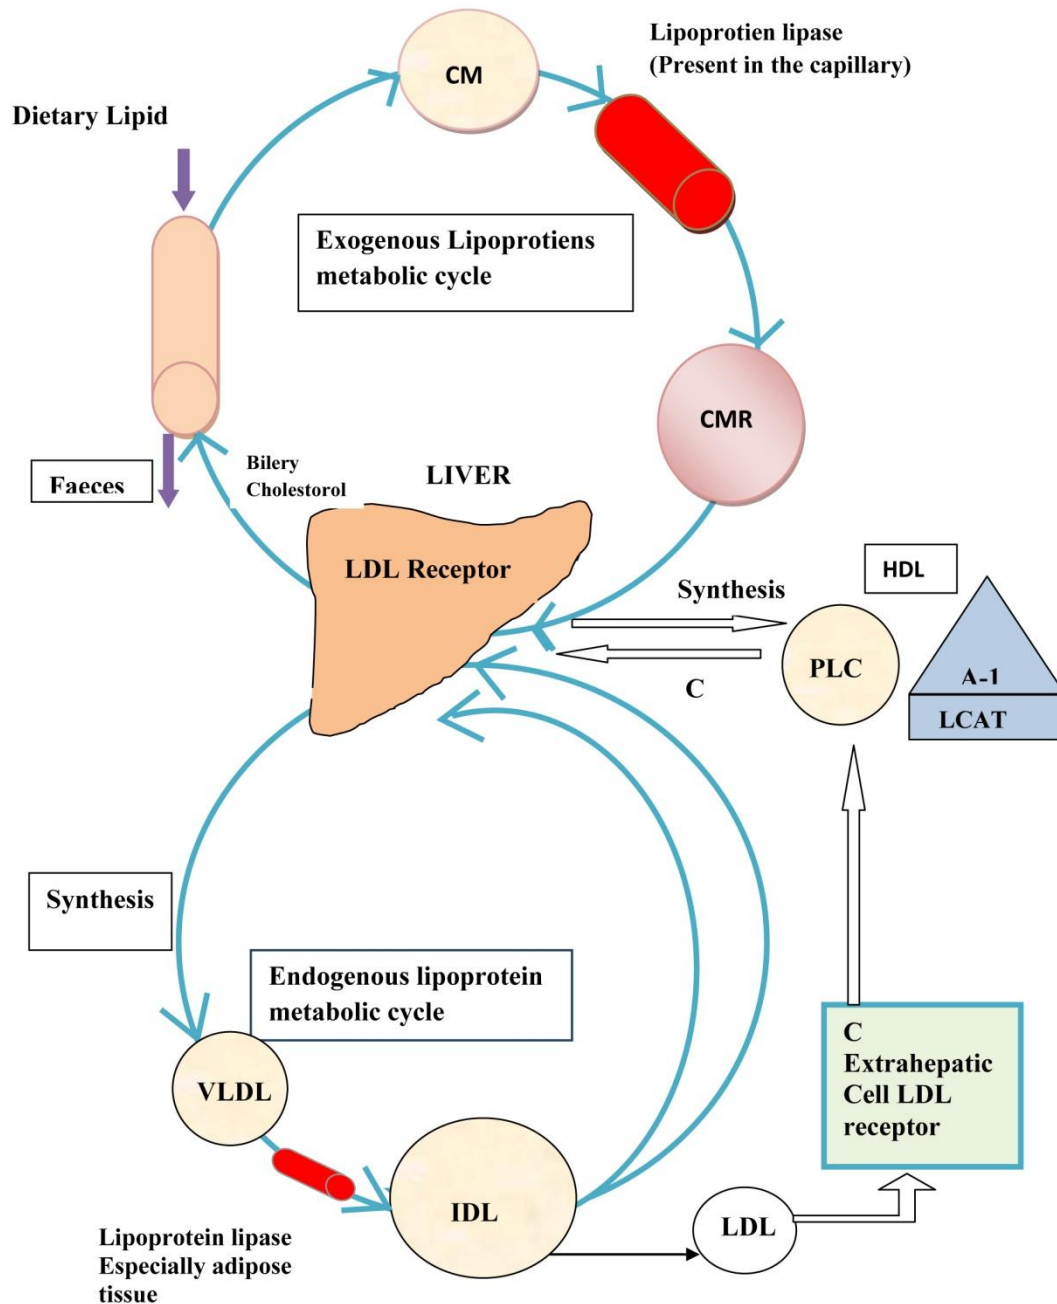 CM
Lipoprotien lipase
(Present in the capillary)
Dietary Lipid
Exogenous Lipoprotiens
metabolic cycle
CMR
Faeces
Bilery
Cholestorol
LIVER
LDL Receptor
HDL
Synthesis
PLC
C
A-1
LCAT
Synthesis
Endogenous lipoprotein
metabolic cycle
VLDL
C
Extrahepatic
Cell LDL
receptor
IDL
LDL
Lipoprotein lipase
Especially adipose
tissue